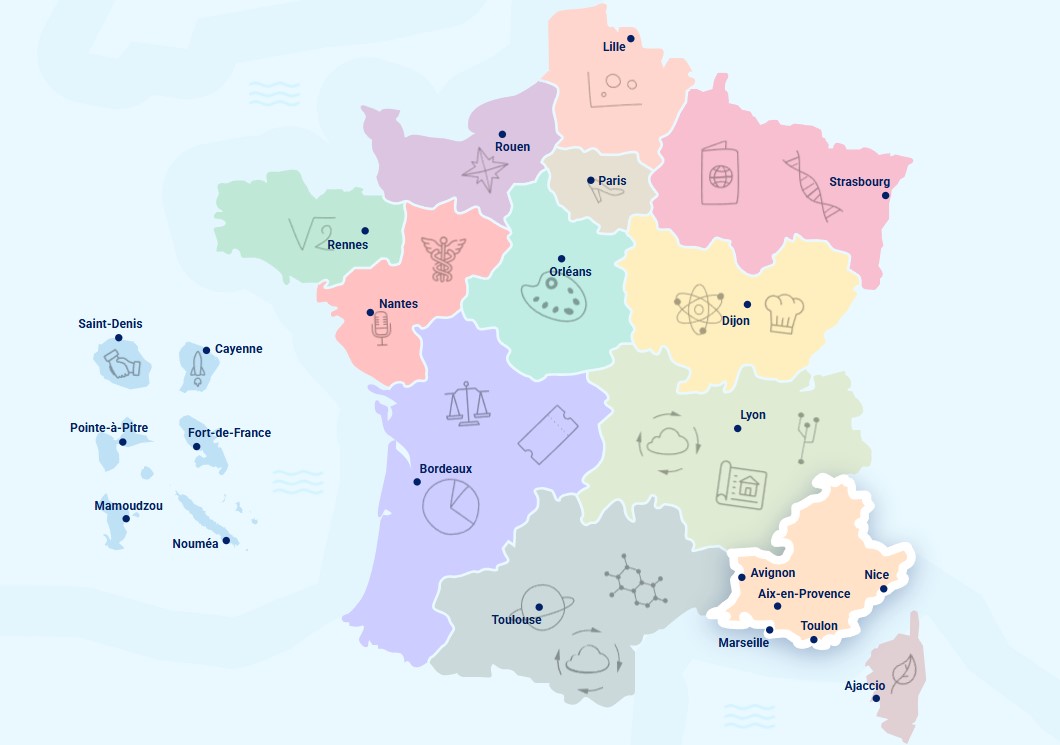 Lille
Rouen
Paris
Strasbourg
Rennes
Orléans
Nantes
Dijon
Saint-Denis
Cayenne
Lyon
Pointe-à-Pitre
Fort-de-France
Bordeaux
Mamoudzou
Nouméa
Avignon
Nice
Aix-en-Provence
Toulouse
Toulon
Marseille
Ajaccio
√2